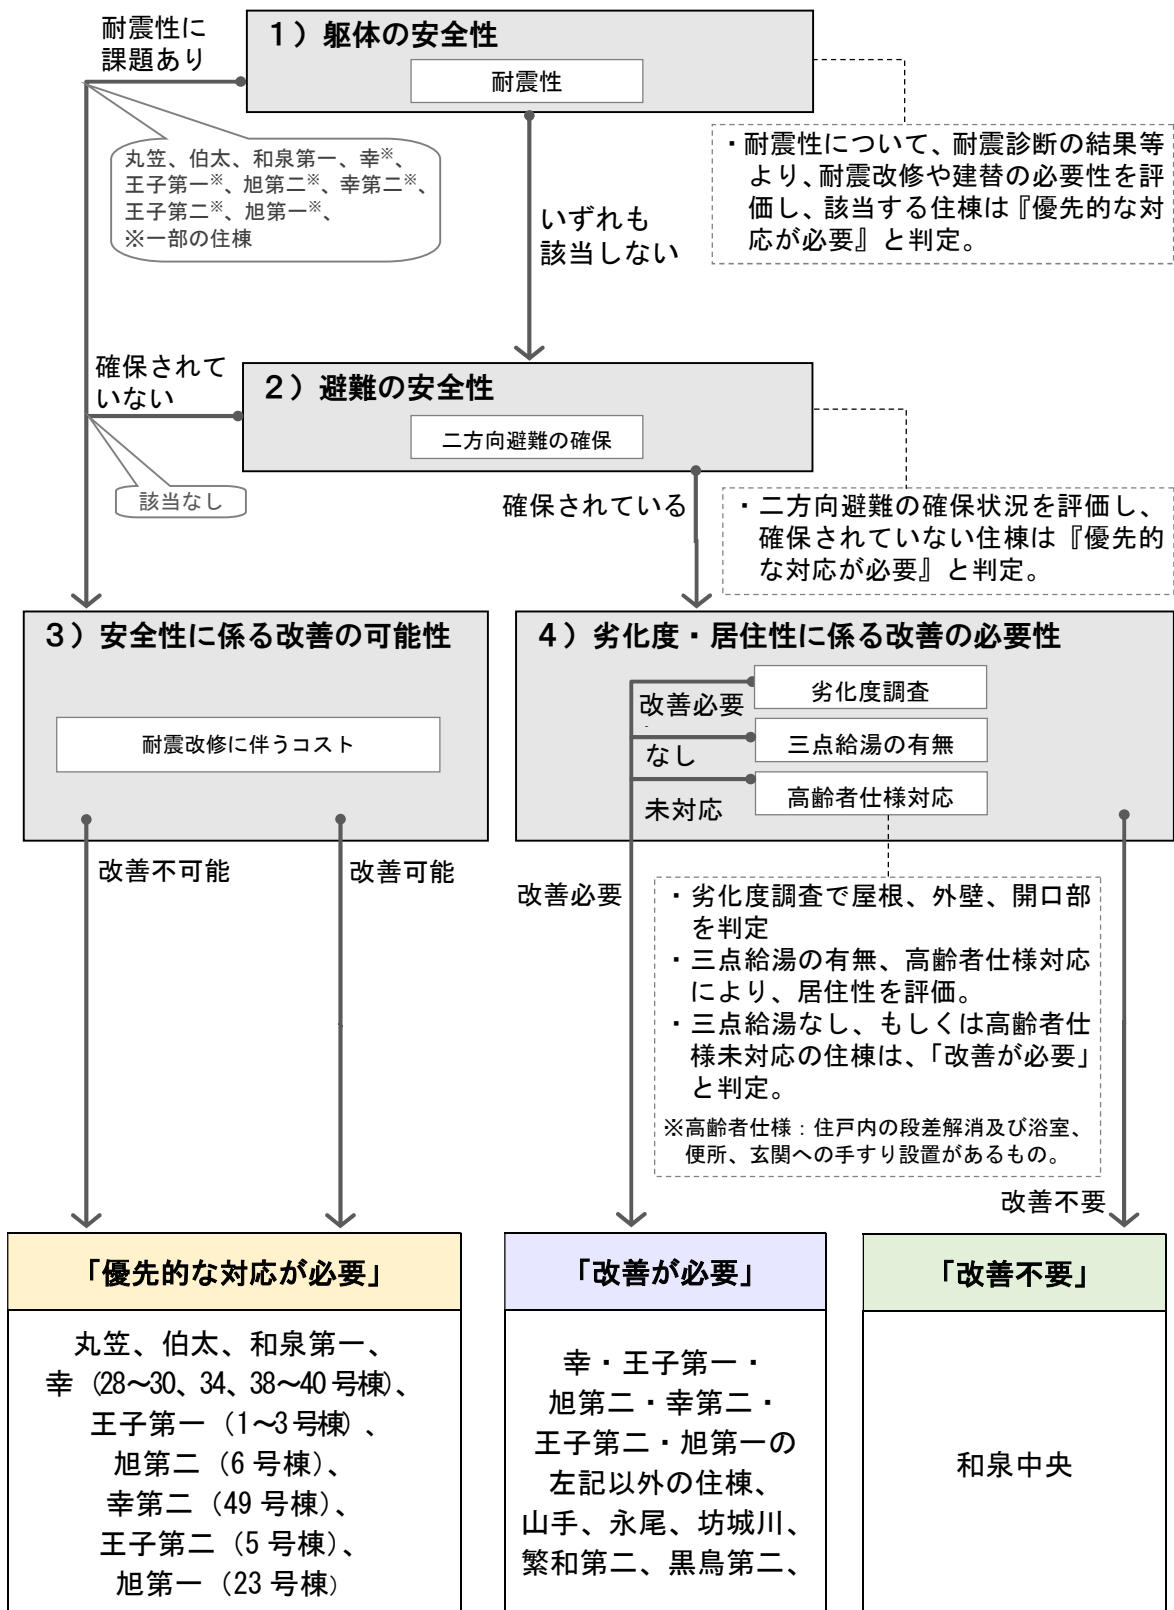 耐震性に
課題あり
１）躯体の安全性
耐震性
丸笠、伯太、和泉第一、幸※、
王子第一※、旭第二※、幸第二※、
王子第二※、旭第一※、
※一部の住棟
いずれも
該当しない
・耐震性について、耐震診断の結果等
より、耐震改修や建替の必要性を評
価し、該当する住棟は『優先的な対
応が必要』と判定。
確保されて
いない
２）避難の安全性
二方向避難の確保
該当なし
確保されている
・二方向避難の確保状況を評価し、
確保されていない住棟は『優先的
な対応が必要』と判定。
３）安全性に係る改善の可能性
耐震改修に伴うコスト
改善不可能
改善可能
４）劣化度・居住性に係る改善の必要性
劣化度調査
改善必要
三点給湯の有無
なし
高齢者仕様対応
未対応
改善必要
・劣化度調査で屋根、外壁、開口部
を判定
・三点給湯の有無、高齢者仕様対応
により、居住性を評価。
・三点給湯なし、もしくは高齢者仕
様未対応の住棟は、「改善が必要」
と判定。
※高齢者仕様：住戸内の段差解消及び浴室、
便所、玄関への手すり設置があるもの。
改善不要
「優先的な対応が必要」
丸笠、伯太、和泉第一、
幸（28～30、34、38～40 号棟）、
王子第一（1～3 号棟）、
旭第二（6 号棟）、
幸第二（49 号棟）、
王子第二（5 号棟）、
旭第一（23 号棟）
「改善が必要」
幸・王子第一・
旭第二・幸第二・
王子第二・旭第一の
左記以外の住棟、
山手、永尾、坊城川、
繁和第二、黒鳥第二、
「改善不要」
和泉中央